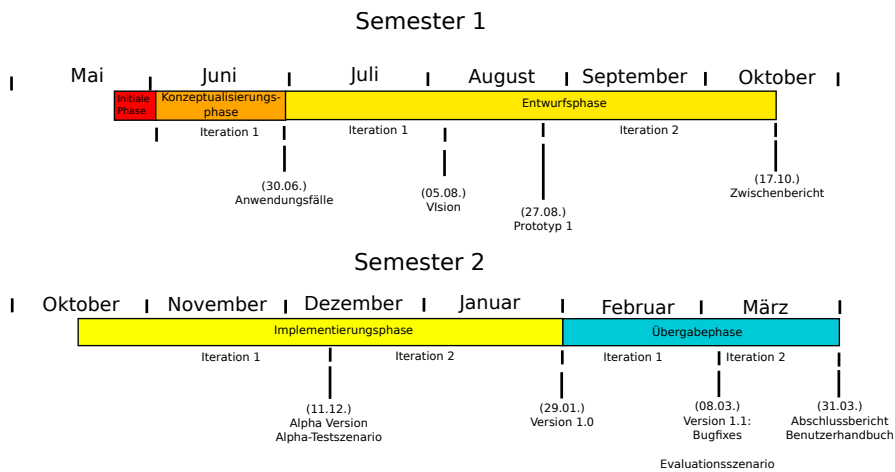 Semester 1
Mai Juni Juli August September Oktober
Initiale
Phase
Konzeptualisierungs-
phase
Entwurfsphase
Iteration 1 Iteration 1 Iteration 2
(30.06.)
Anwendungsfälle
(05.08.)
VIsion
(27.08.)
Prototyp 1
(17.10.)
Zwischenbericht
Semester 2
Oktober November Dezember Januar Februar März
Implementierungsphase Übergabephase
Iteration 1 Iteration 2 Iteration 1 Iteration 2
(11.12.)
Alpha Version
Alpha-Testszenario
(29.01.)
Version 1.0
(08.03.)
Version 1.1:
Bugfixes
Evaluationsszenario
(31.03.)
Abschlussbericht
Benutzerhandbuch